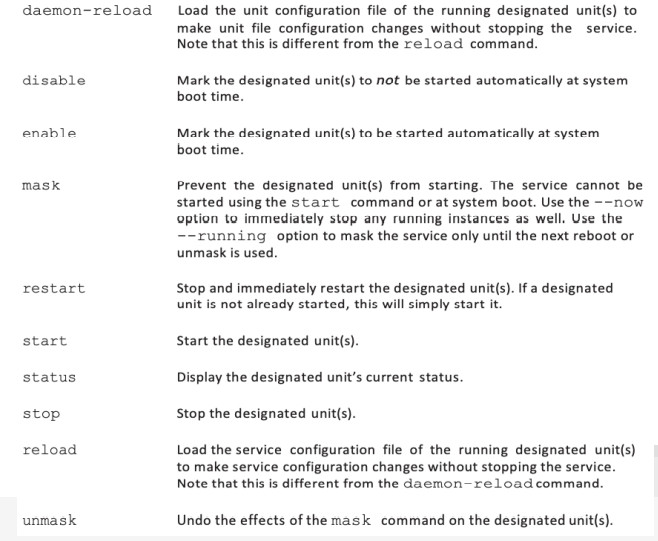 daemon-reload Load the unit configuration file of the running designated unit(s) to
make unit file configuration changes without stopping the service.
Note that this is different from the reload command.
disable Mark the designated unit(s) to not be started automatically at system
boot time.
enable Mark the designated unit(s) to be started automatically at system
boot time.
mask Prevent the designated unit(s) from starting. The service cannot be
started using the start command or at system boot. Use the --now
option to immediately stop any running instances as well. Use the
--running option to mask the service only until the next reboot or
unmask is used.
restart Stop and immediately restart the designated unit(s). If a designated
unit is not already started, this will simply start it.
start Start the designated unit(s).
status Display the designated unit's current status.
stop Stop the designated unit(s).
reload Load the service configuration file of the running designated unit(s)
to make service configuration changes without stopping the service.
Note that this is different from the daemon-reload command.
unmask Undo the effects of the mask command on the designated unit(s).